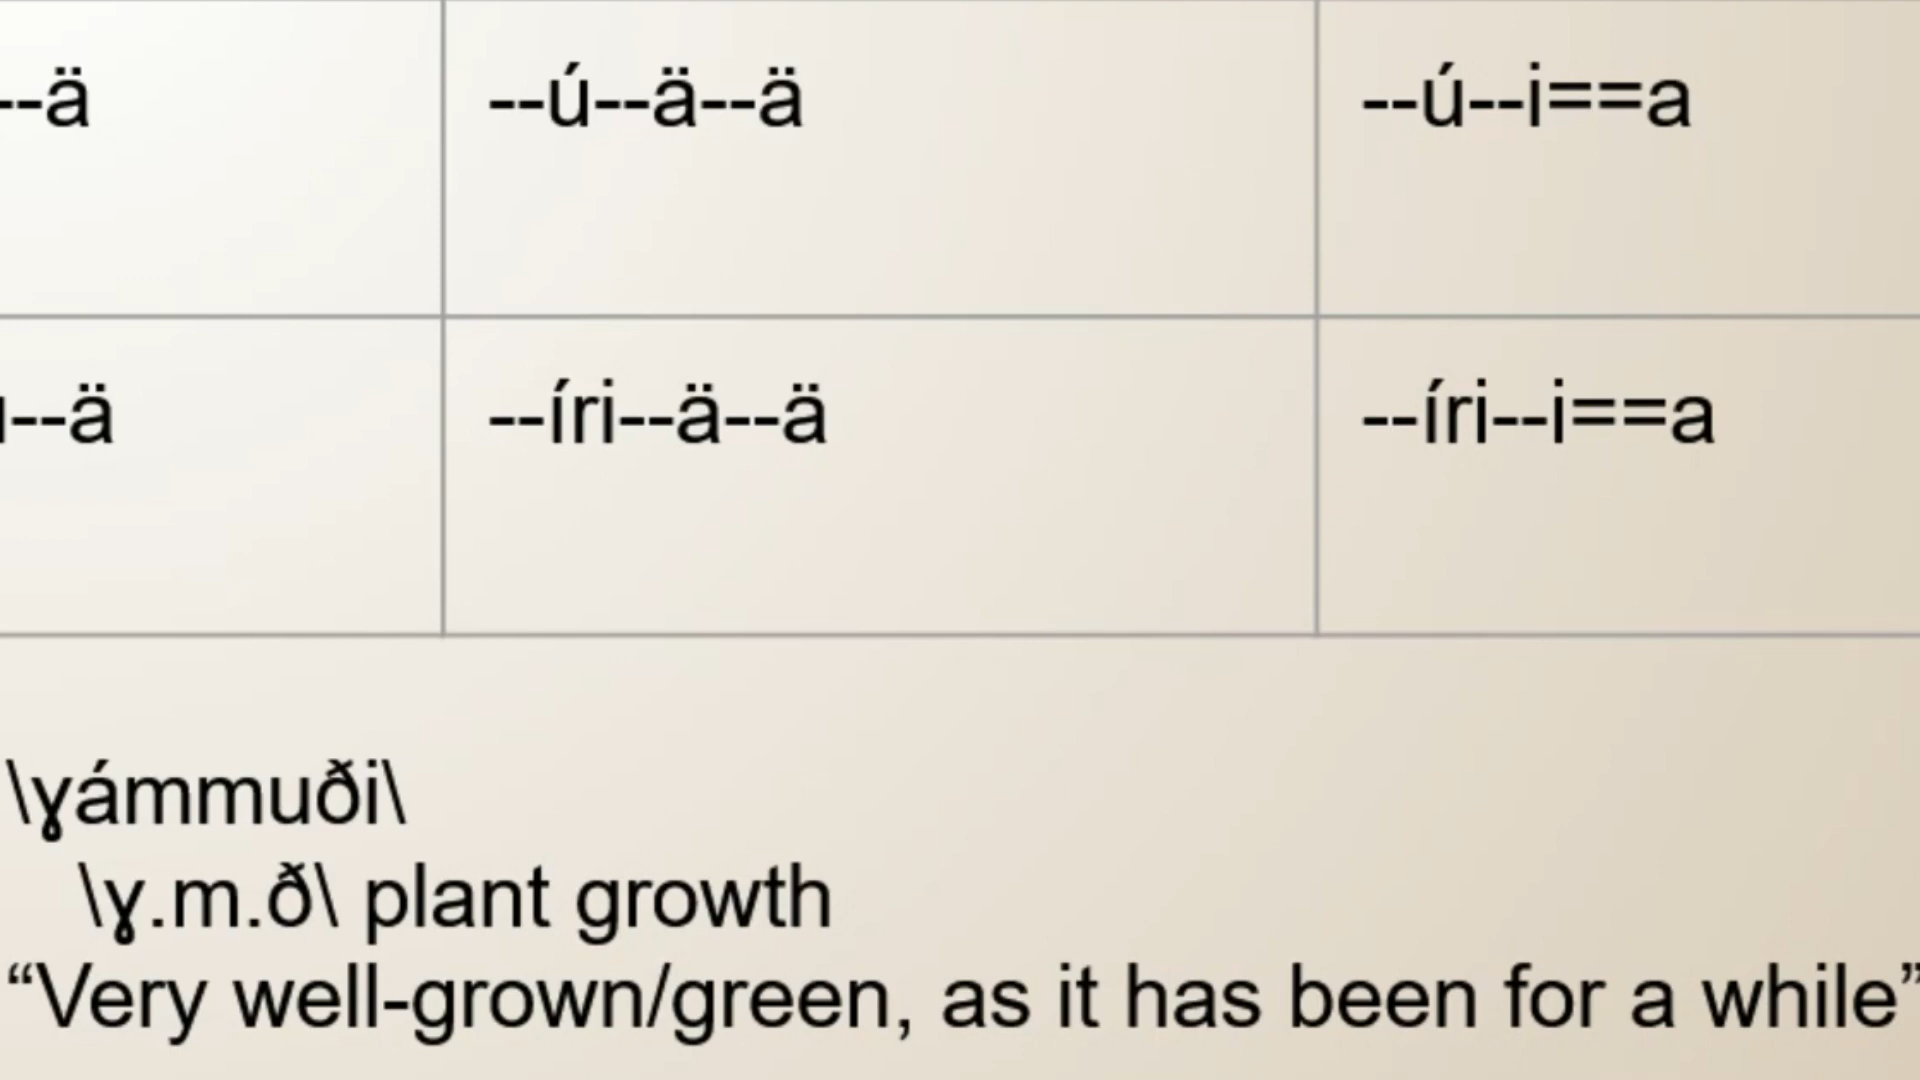 --ä --ú--ä--ä --ú--i==a
--ä --íri--ä--ä --íri--i==a
\ɣámmuði\
\ɣ.m.ð\ plant growth
“Very well-grown/green, as it has been for a while”